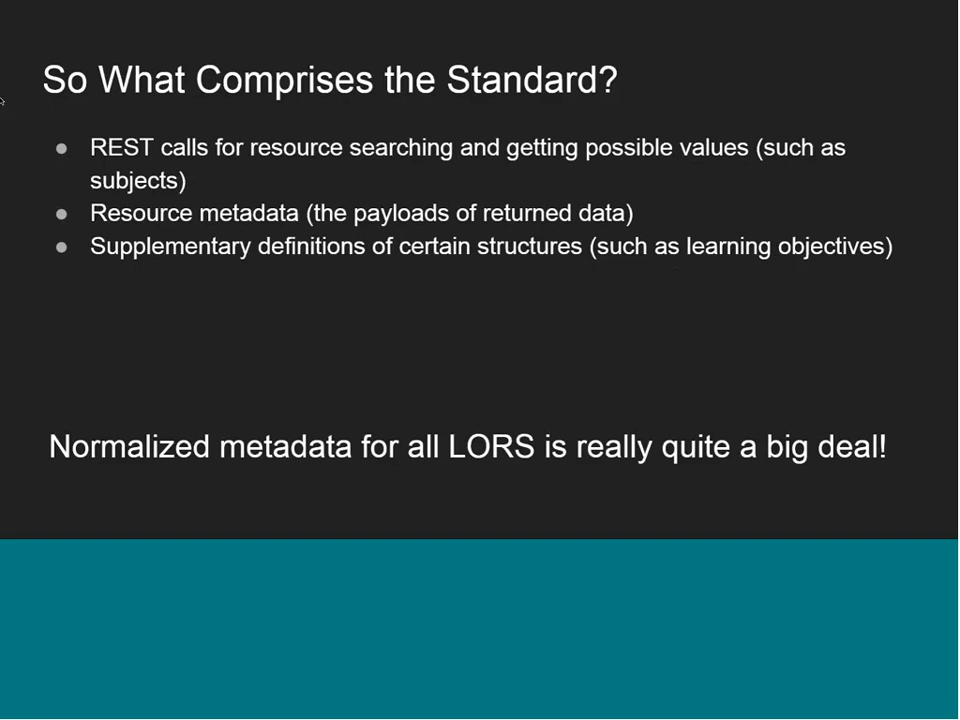 So What Comprises the Standard?
● REST calls for resource searching and getting possible values (such as
subjects)
● Resource metadata (the payloads of returned data)
● Supplementary definitions of certain structures (such as learning objectives)
Normalized metadata for all LORS is really quite a big deal!